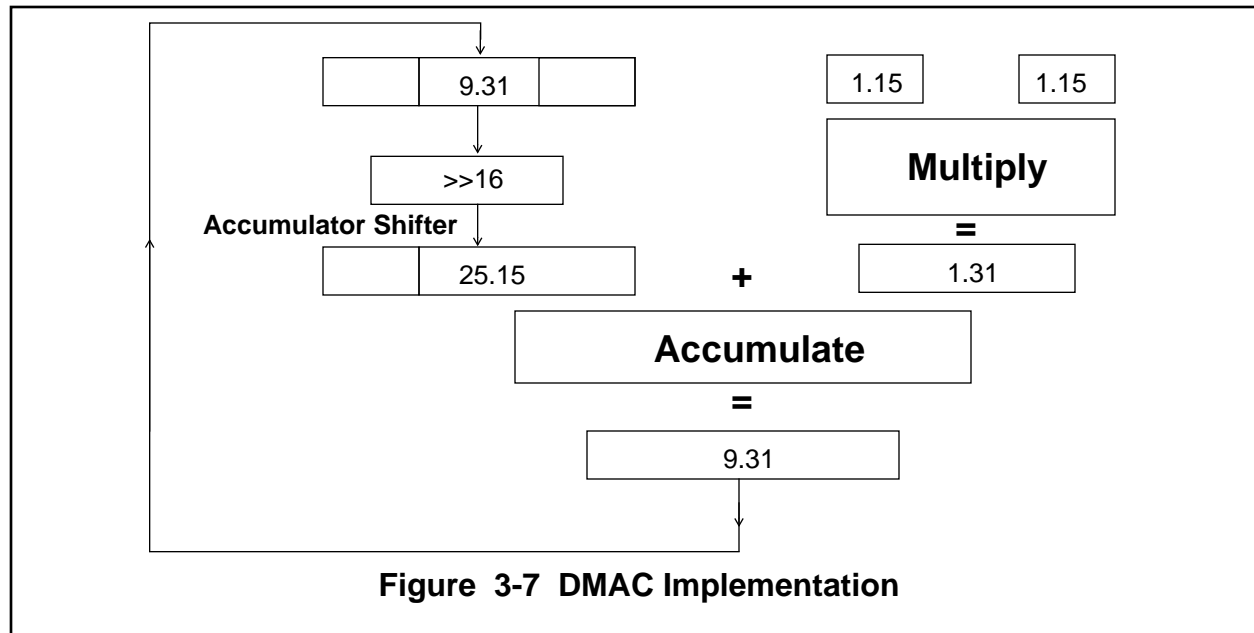 9.31
1.15 1.15
Multiply
>>16
Accumulator Shifter
=
25.15
+
1.31
Accumulate
=
9.31
Figure 3-7 DMAC Implementation